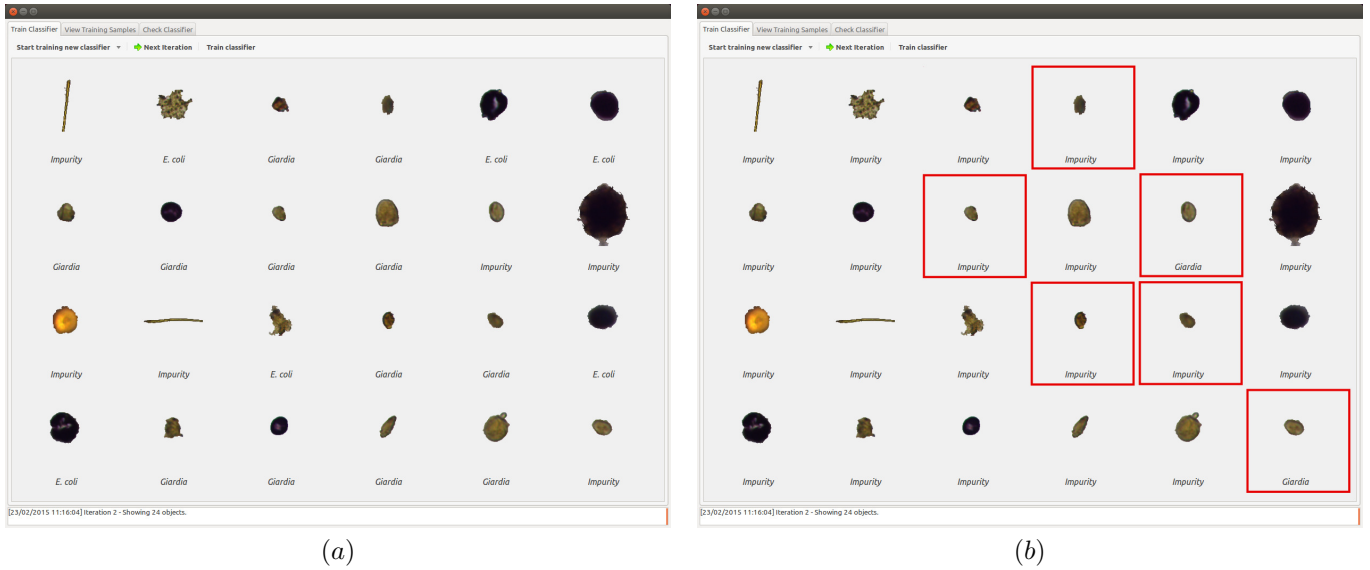 Train Classifier View Training Samples Check Classifier
Start training new classifier Next Iteration Train classifier
Impurity E. coli Giardia Giardia E. coli E. coli
Giardia Giardia Giardia Giardia Impurity Impurity
Impurity Impurity E. coli Giardia Giardia E. coli
E. coli Giardia Giardia Giardia Giardia Impurity
[23/02/2015 11:16:04] Iteration 2 - Showing 24 objects.
(a)
Train Classifier View Training Samples Check Classifier
Start training new classifier Next Iteration Train classifier
Impurity Impurity Impurity Impurity Impurity Impurity
Impurity Impurity Impurity Impurity Giardia Impurity
Impurity Impurity Impurity Impurity Impurity Impurity
Impurity Impurity Impurity Impurity Impurity Giardia
[23/02/2015 11:16:04] Iteration 2 - Showing 24 objects.
(b)